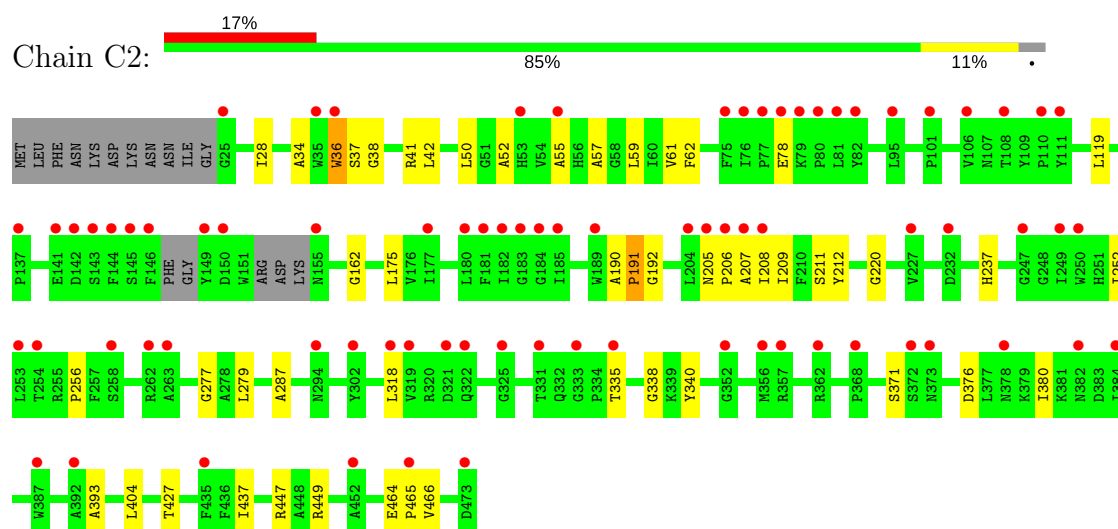 17%
Chain C2:
85% 11% •
MET LEU PHE ASN LYS ASP LYS ASN ASN ILE GLY G25 I28 A34 W35 W36 S37 G38 R41 L42 L50 G51 A52 H53 V54 A55 H56 A57 G58 L59 I60 V61 F62 F75 I76 P77 E78 K79 P80 L81 Y82 L95 P101 V106 N107 T108 Y109 P110 Y111 L119
P137 E141 D142 S143 F144 S145 F146 PHE GLY Y149 D150 W151 ARG ASP LYS N155 G162 L175 V176 I177 L180 F181 I182 G183 G184 I185 W189 A190 P191 G192 L204 N205 P206 A207 I208 I209 F210 S211 Y212 G220 V227 D232 H237 G247 G248 I249 W250 H251 I252
L253 T254 R255 P256 F257 S258 R262 A263 G277 A278 L279 A287 N294 Y302 L318 V319 R320 D321 Q322 G325 T331 Q332 G333 P334 T335 G338 K339 Y340 G352 M356 R357 R362 P368 S371 S372 N373 D376 L377 N378 K379 I380 K381 N382 D383 I384
W387 A392 A393 L404 T427 F435 F436 I437 R447 A448 R449 A452 E464 P465 V466 D473